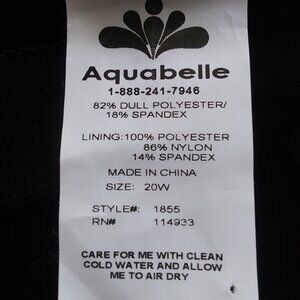 Aquabelle
1-888-241-7946
82% DULL POLYESTER/
18% SPANDEX
LINING:100% POLYESTER
86% NYLON
14% SPANDEX
MADE IN CHINA
SIZE: 20W
STYLE#: 1855
RN# 114933
CARE FOR ME WITH CLEAN
COLD WATER AND ALLOW
ME TO AIR DRY